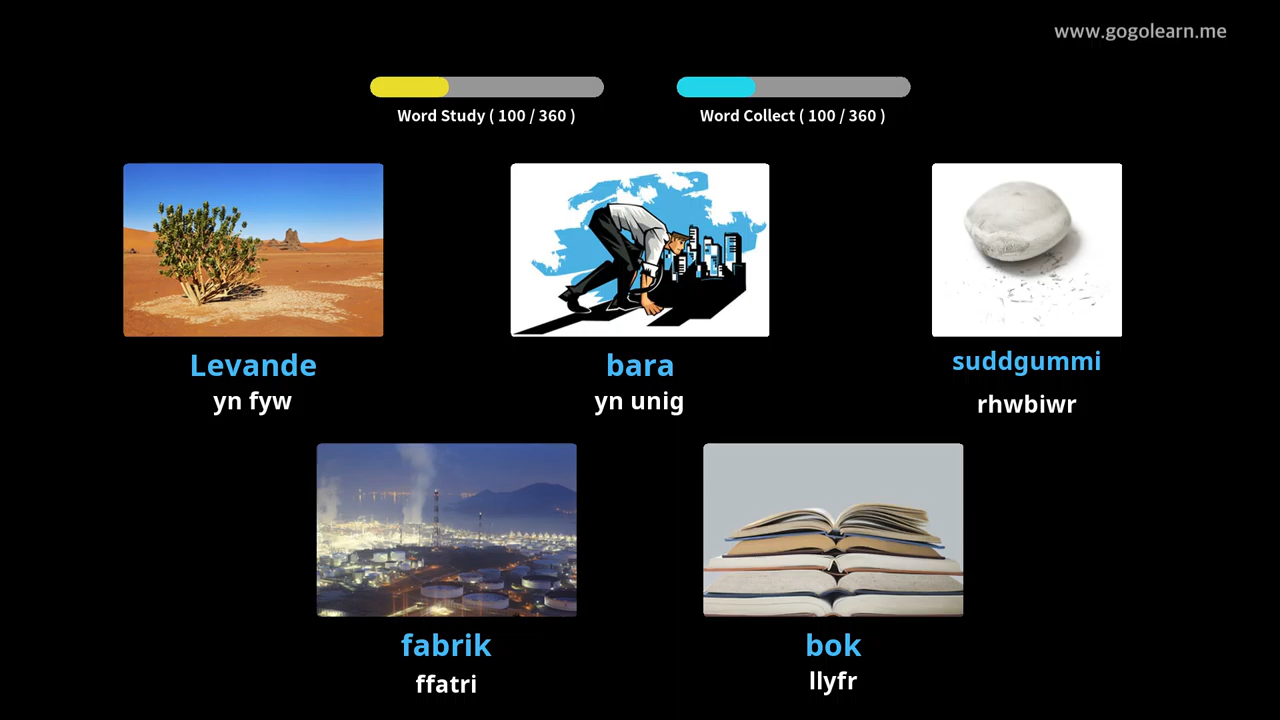 www.gogolearn.me
Word Study ( 100 / 360 )
Word Collect ( 100 / 360 )
Levande
yn fyw
bara
yn unig
suddgummi
rhwbiwr
fabrik
ffatri
bok
llyfr